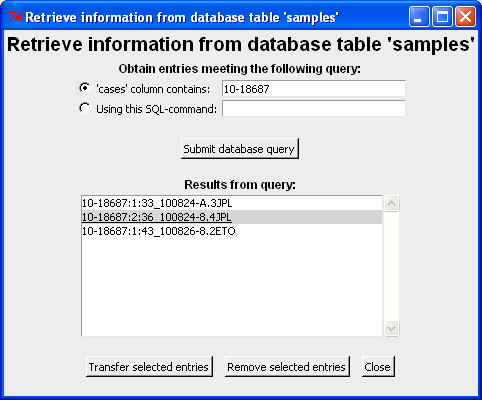 Retrieve information from database table 'samples'
Retrieve information from database table 'samples'
Obtain entries meeting the following query:
'cases' column contains: 10-18687
Using this SQL-command:
Submit database query
Results from query:
10-18687:1:33_100824-A.3JPL
10-18687:2:36_100824-8.4JPL
10-18687:1:43_100826-8.2ETO
Transfer selected entries Remove selected entries Close